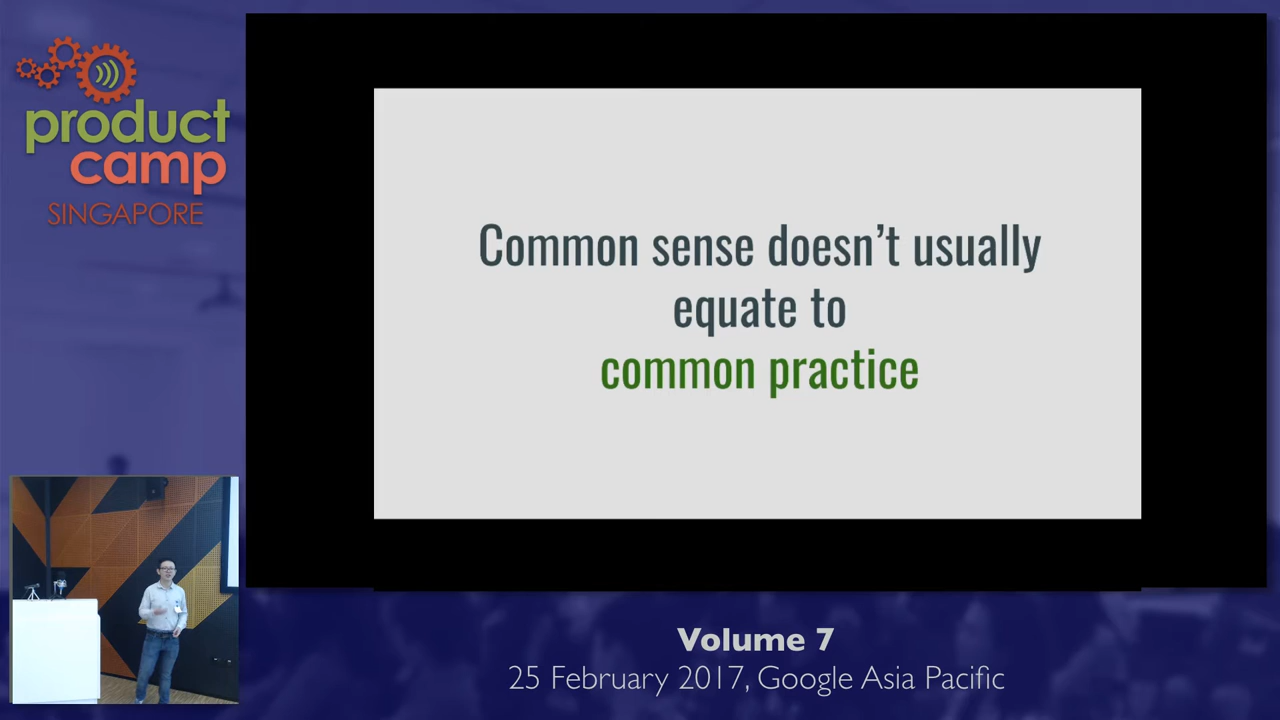 product
camp
SINGAPORE
Common sense doesn’t usually
equate to
common practice
Volume 7
25 February 2017, Google Asia Pacific